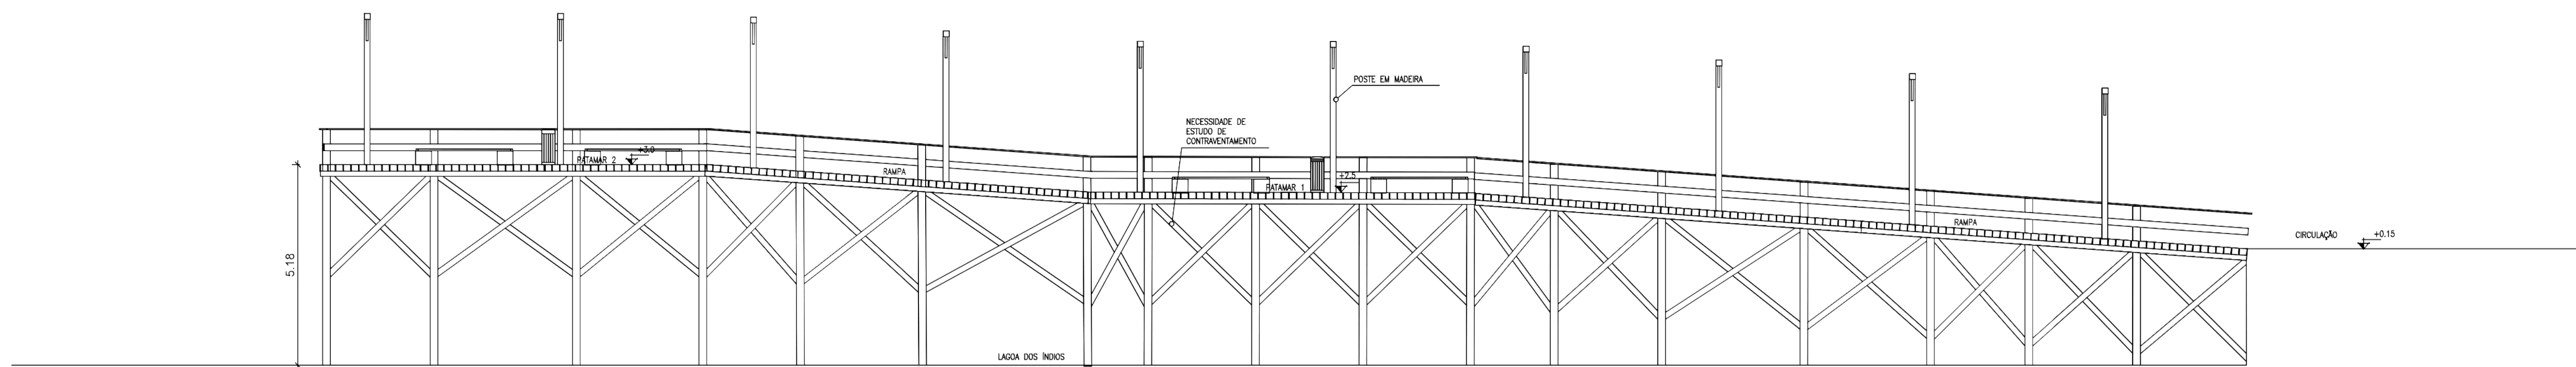 POSTE EM MADEIRA
NECESSIDADE DE
ESTUDO DE
CONTRAVENTAMENTO
PATAMAR 2
+3.0
RAMPA
PATAMAR 1
+2.5
RAMPA
CIRCULAÇÃO
+0.15
5.18
LAGOA DOS ÍNDIOS